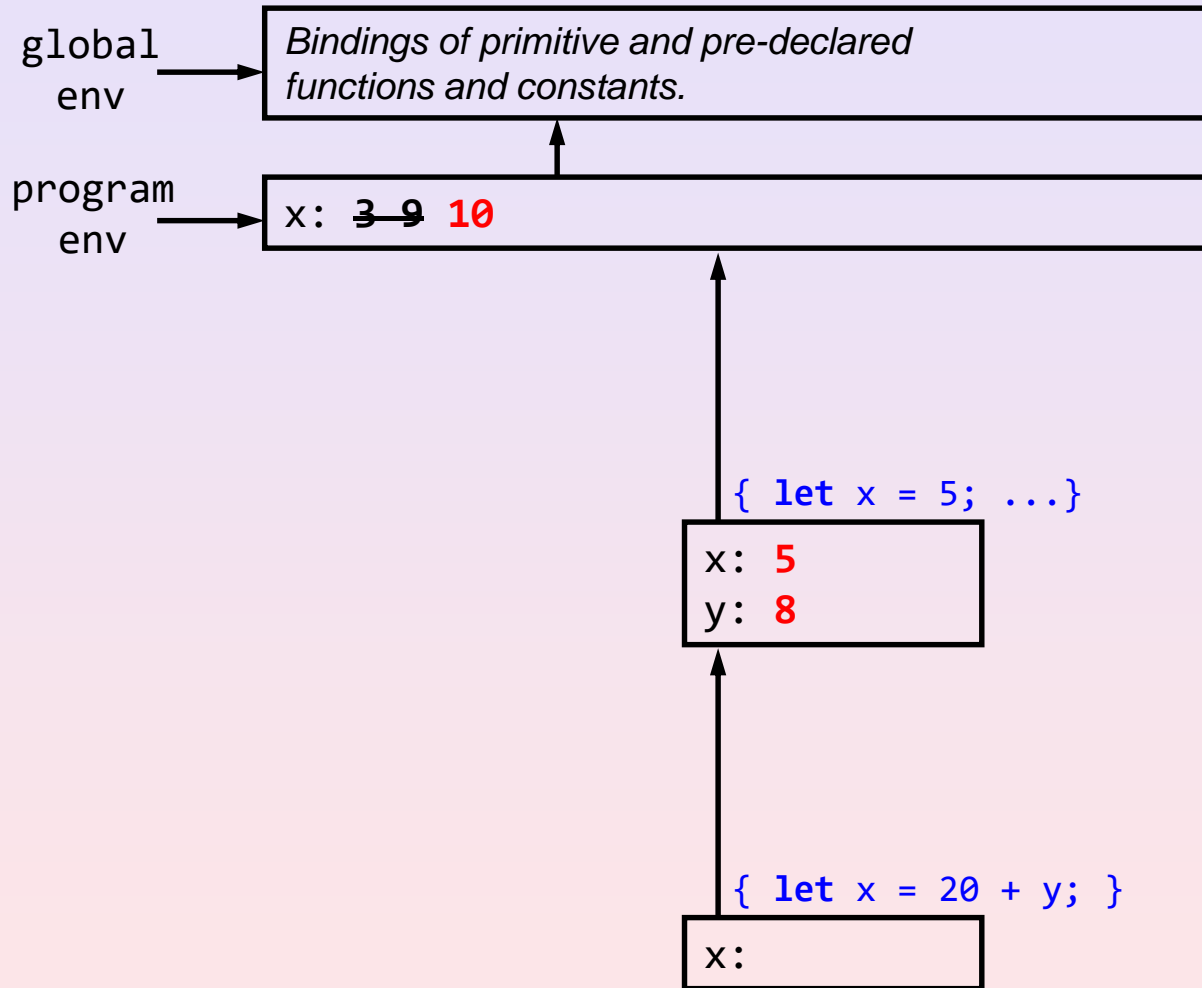 global
env
Bindings of primitive and pre-declared
functions and constants.
program
env
x: 3 9 10
{ let x = 5; ...}
x: 5
y: 8
{ let x = 20 + y; }
x: